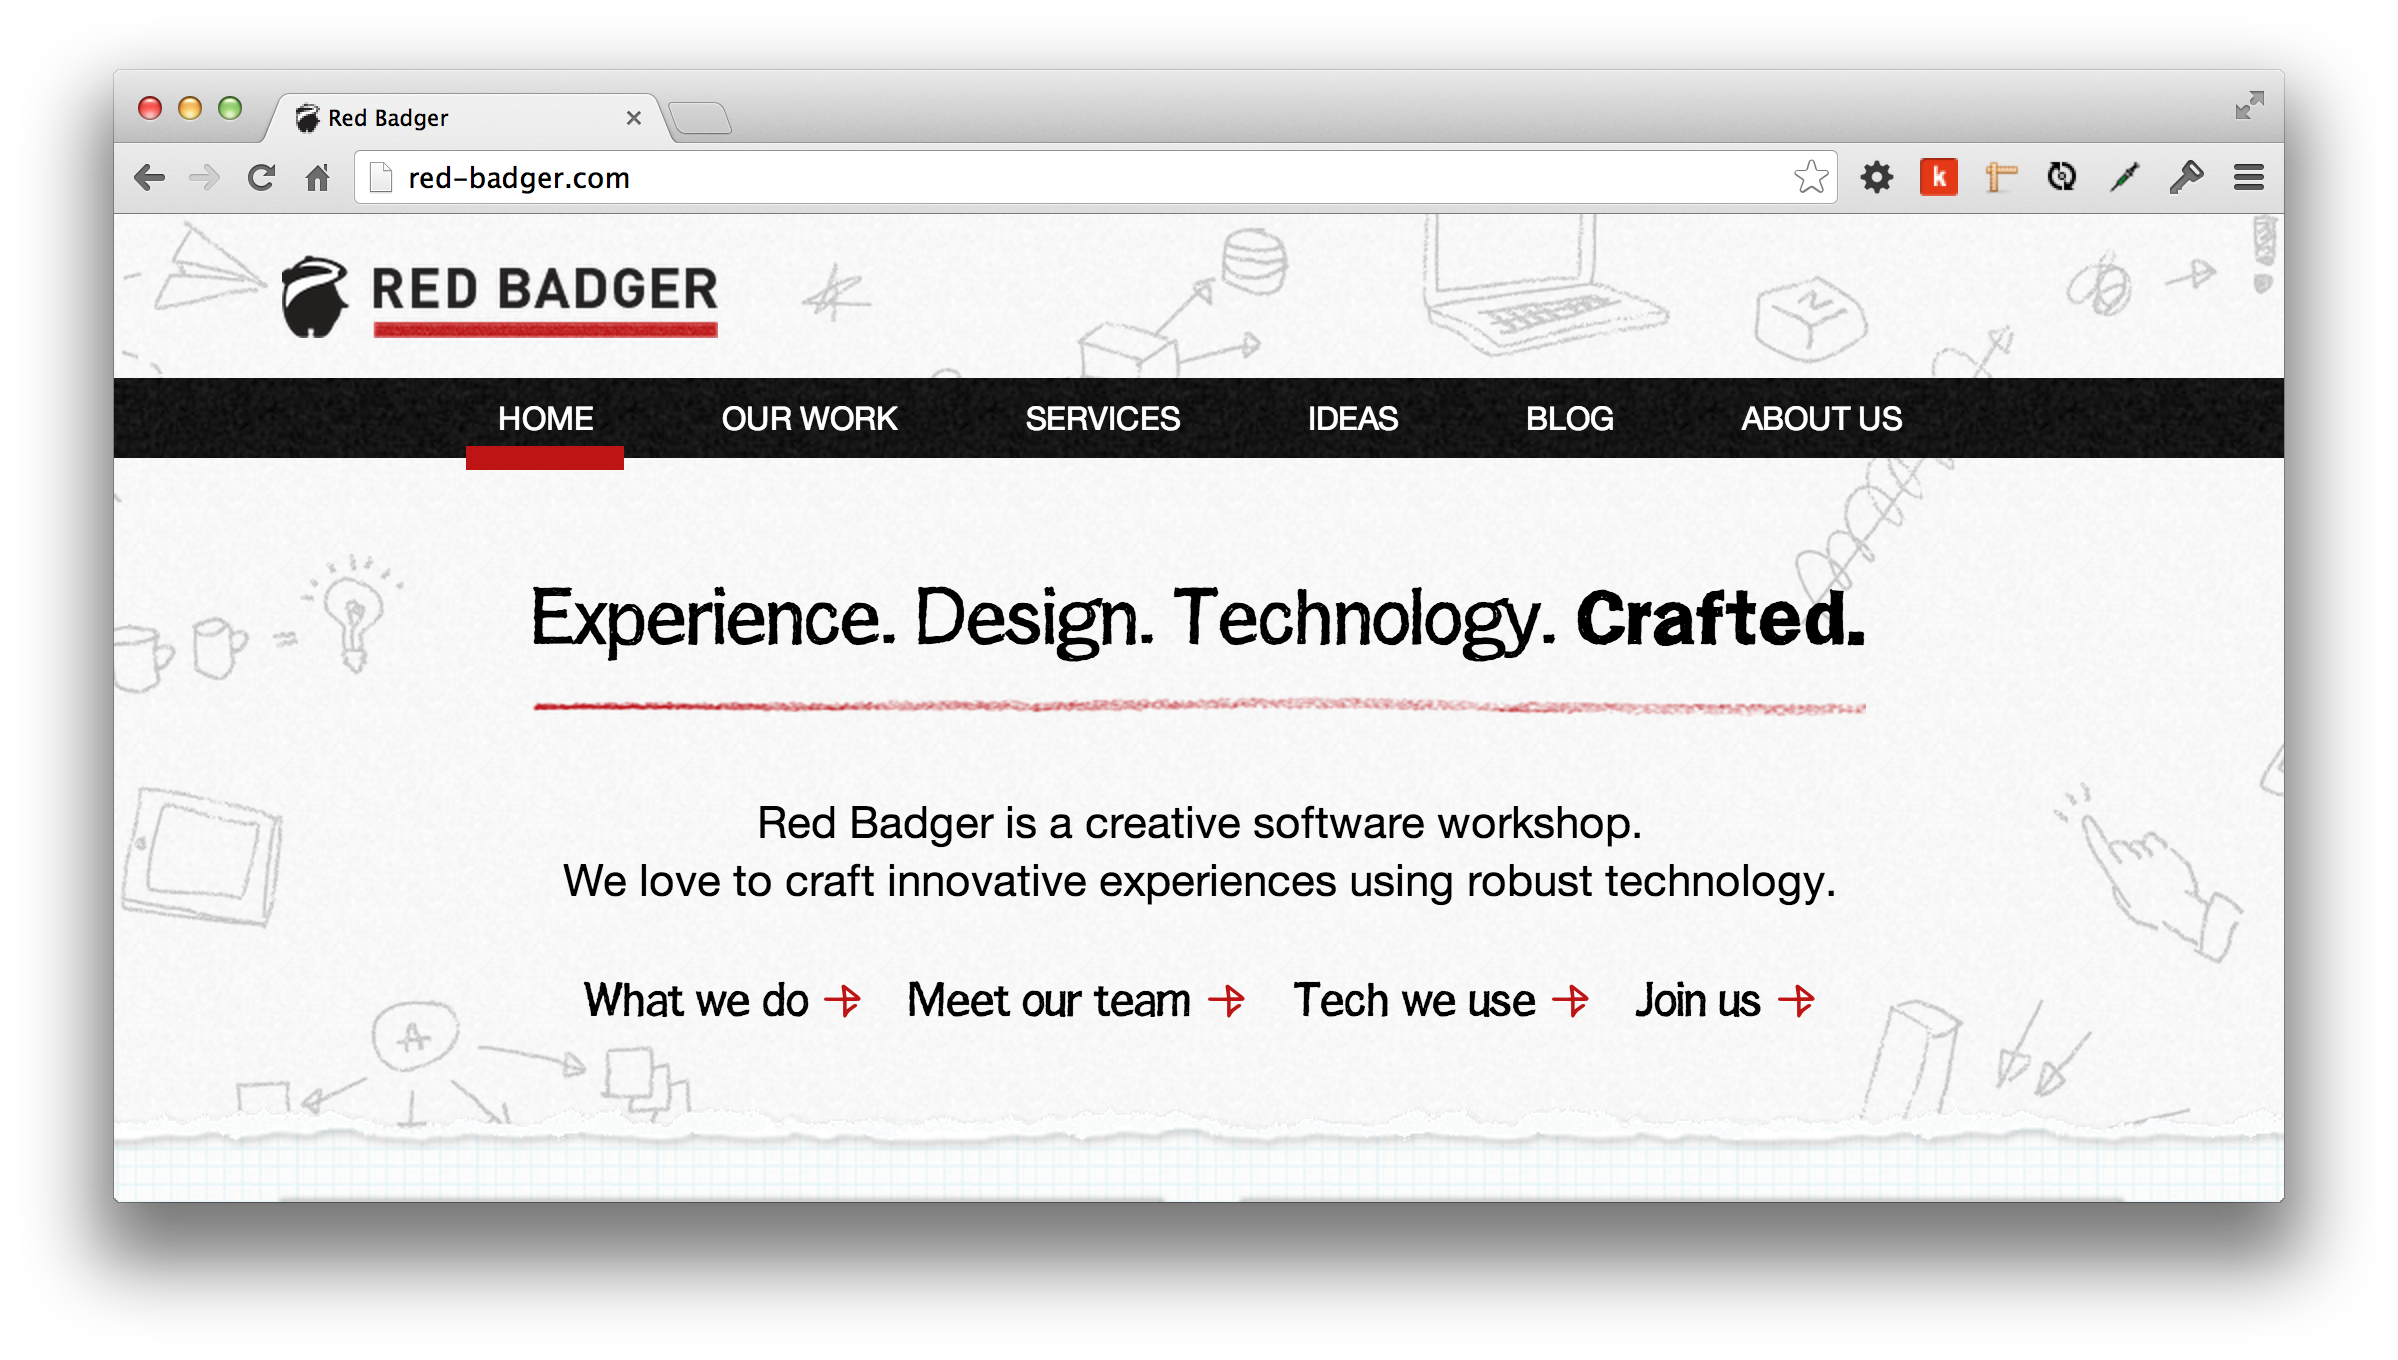 Red Badger
red-badger.com
k
RED BADGER
N
HOME OUR WORK SERVICES IDEAS BLOG ABOUT US
Experience. Design. Technology. Crafted.
Red Badger is a creative software workshop.
We love to craft innovative experiences using robust technology.
What we do Meet our team Tech we use Join us
A